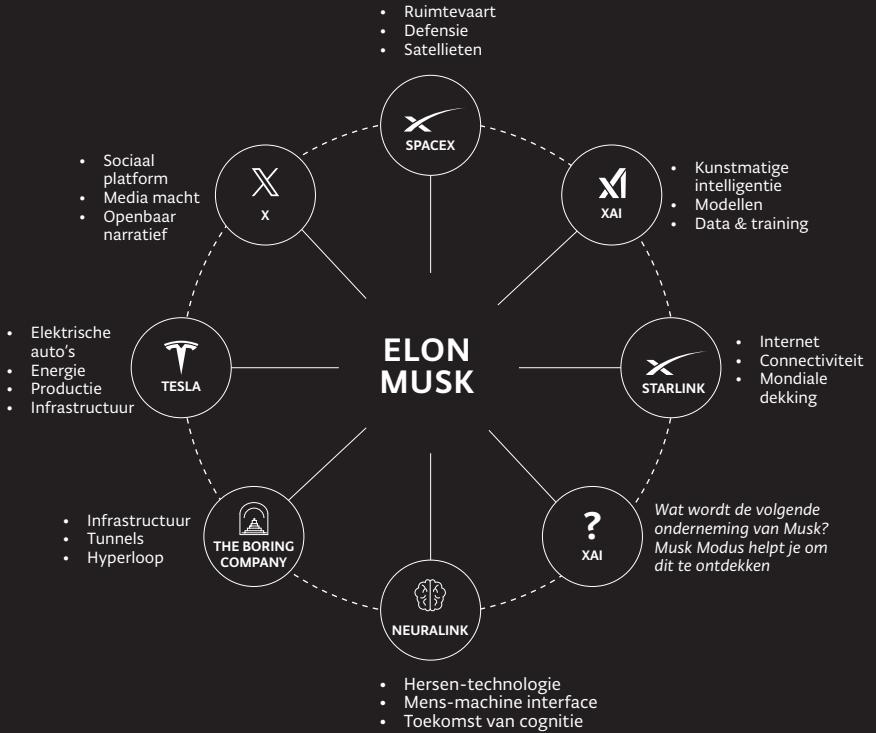 • Ruimtevaart
• Defensie
• Satellieten
SPACEX
• Sociaal
platform
• Media macht
• Openbaar
narratief
X
XAI
• Kunstmatige
intelligentie
• Modellen
• Data & training
• Elektrische
auto's
• Energie
• Productie
• Infrastructuur
TESLA
ELON
MUSK
STARLINK
• Internet
• Connectiviteit
• Mondiale
dekking
• Infrastructuur
• Tunnels
• Hyperloop
THE BORING
COMPANY
?
XAI
Wat wordt de volgende
onderneming van Musk?
Musk Modus helpt je om
dit te ontdekken
NEURALINK
• Hersen-technologie
• Mens-machine interface
• Toekomst van cognitie